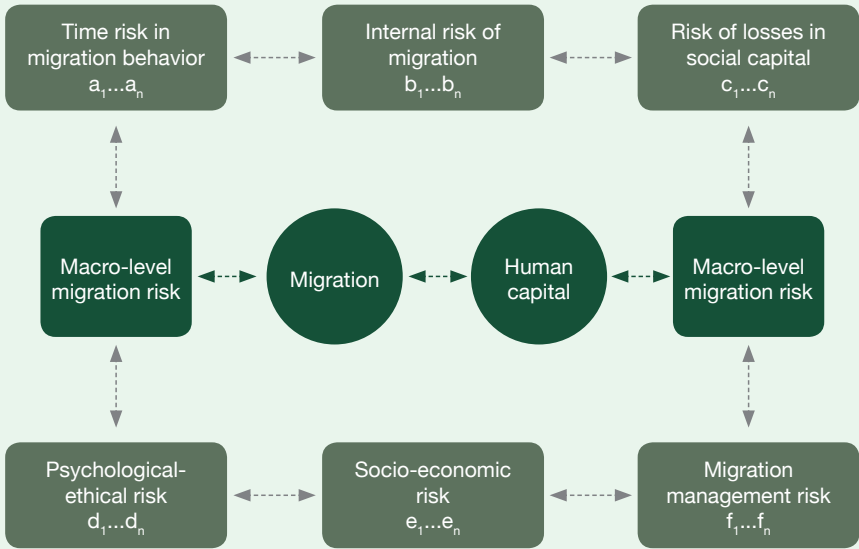 Time risk in
migration behavior
a₁...aₙ
Internal risk of
migration
b₁...bₙ
Risk of losses in
social capital
c₁...cₙ
Macro-level
migration risk
Migration
Human
capital
Macro-level
migration risk
Psychological-
ethical risk
d₁...dₙ
Socio-economic
risk
e₁...eₙ
Migration
management risk
f₁...fₙ